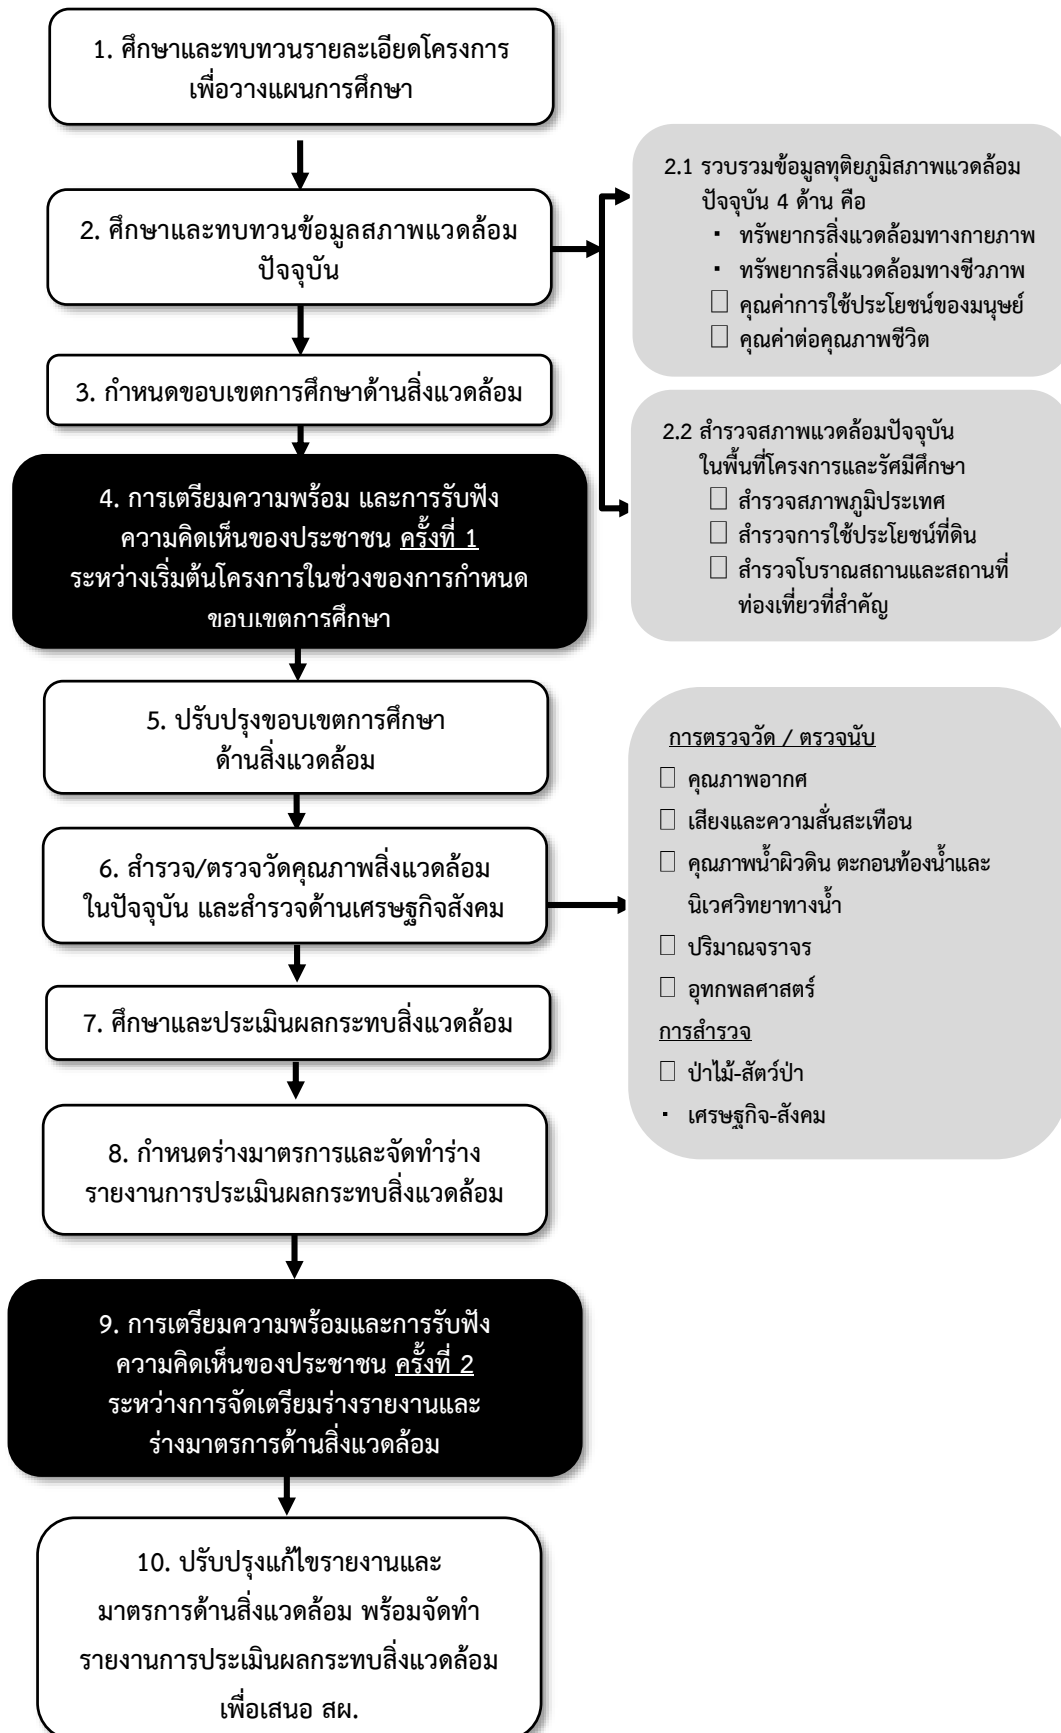 1. ศึกษาและทบทวนรายละเอียดโครงการ
เพื่อวางแผนการศึกษา
2. ศึกษาและทบทวนข้อมูลสภาพแวดล้อม
ปัจจุบัน
2.1 รวบรวมข้อมูลทุติยภูมิสภาพแวดล้อม
ปัจจุบัน 4 ด้าน คือ
▪ ทรัพยากรสิ่งแวดล้อมทางกายภาพ
▪ ทรัพยากรสิ่งแวดล้อมทางชีวภาพ
□ คุณค่าการใช้ประโยชน์ของมนุษย์
□ คุณค่าต่อคุณภาพชีวิต
2.2 สำรวจสภาพแวดล้อมปัจจุบัน
ในพื้นที่โครงการและรัศมีศึกษา
□ สำรวจสภาพภูมิประเทศ
□ สำรวจการใช้ประโยชน์ที่ดิน
□ สำรวจโบราณสถานและสถานที่
ท่องเที่ยวที่สำคัญ
3. กำหนดขอบเขตการศึกษาด้านสิ่งแวดล้อม
4. การเตรียมความพร้อม และการรับฟัง
ความคิดเห็นของประชาชน ครั้งที่ 1
ระหว่างเริ่มต้นโครงการในช่วงของการกำหนด
ขอบเขตการศึกษา
5. ปรับปรุงขอบเขตการศึกษา
ด้านสิ่งแวดล้อม
6. สำรวจ/ตรวจวัดคุณภาพสิ่งแวดล้อม
ในปัจจุบัน และสำรวจด้านเศรษฐกิจสังคม
การตรวจวัด / ตรวจนับ
□ คุณภาพอากศ
□ เสียงและความสั่นสะเทือน
□ คุณภาพน้ำผิวดิน ตะกอนท้องน้ำและ
นิเวศวิทยาทางน้ำ
□ ปริมาณจราจร
□ อุทกพลศาสตร์
การสำรวจ
□ ป่าไม้-สัตว์ป่า
▪ เศรษฐกิจ-สังคม
7. ศึกษาและประเมินผลกระทบสิ่งแวดล้อม
8. กำหนดร่างมาตรการและจัดทำร่าง
รายงานการประเมินผลกระทบสิ่งแวดล้อม
9. การเตรียมความพร้อมและการรับฟัง
ความคิดเห็นของประชาชน ครั้งที่ 2
ระหว่างการจัดเตรียมร่างรายงานและ
ร่างมาตรการด้านสิ่งแวดล้อม
10. ปรับปรุงแก้ไขรายงานและ
มาตรการด้านสิ่งแวดล้อม พร้อมจัดทำ
รายงานการประเมินผลกระทบสิ่งแวดล้อม
เพื่อเสนอ สผ.